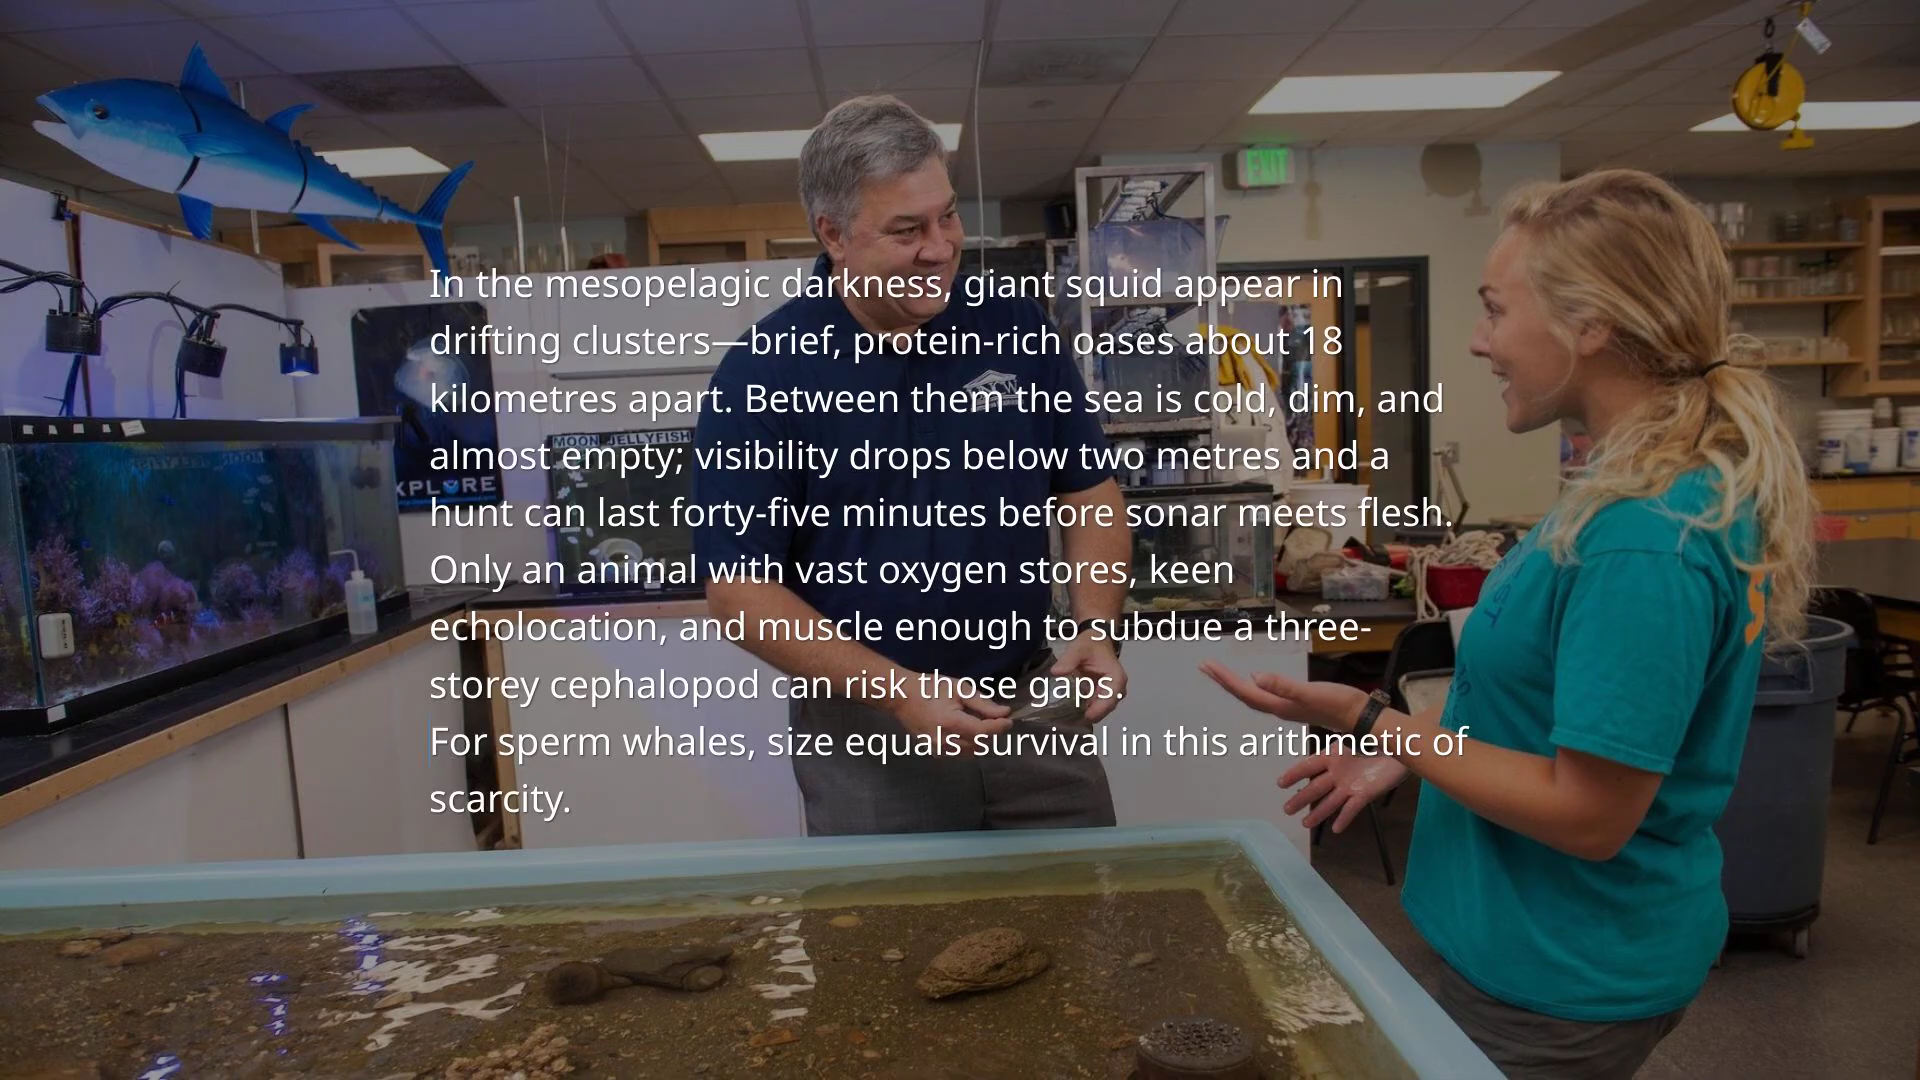 EXIT
In the mesopelagic darkness, giant squid appear in
drifting clusters—brief, protein-rich oases about 18
kilometres apart. Between them the sea is cold, dim, and
almost empty; visibility drops below two metres and a
hunt can last forty-five minutes before sonar meets flesh.
Only an animal with vast oxygen stores, keen
echolocation, and muscle enough to subdue a three-
storey cephalopod can risk those gaps.
For sperm whales, size equals survival in this arithmetic of
scarcity.
MOON JELLYFISH
XPLORE